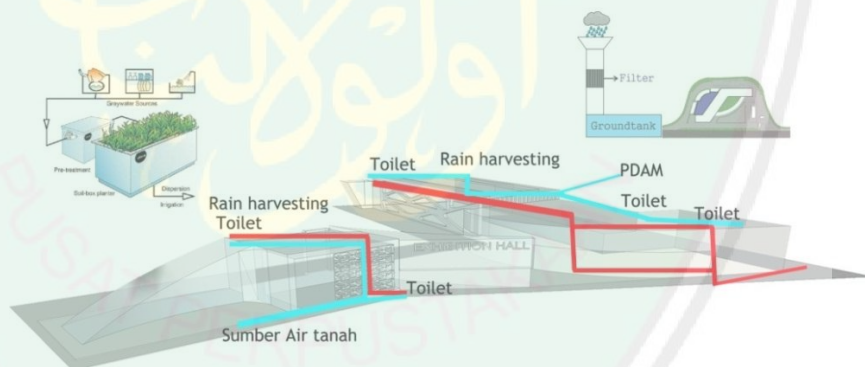 Filter
Groundtank
Greywater Sources
Pre-treatment
Soil-box planter
Dispersion
Irrigation
Toilet
Rain harvesting
PDAM
Toilet
Toilet
Rain harvesting
Toilet
EXHIBITION HALL
Toilet
Sumber Air tanah